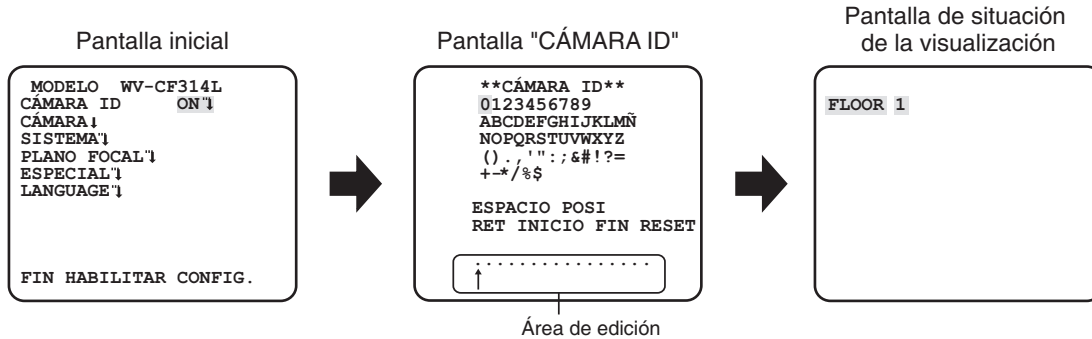 Pantalla inicial
MODELO WV-CF314L
CÁMARA ID ON↓
CÁMARA↓
SISTEMA↓
PLANO FOCAL↓
ESPECIAL↓
LANGUAGE↓
FIN HABILITAR CONFIG.
Pantalla "CÁMARA ID"
**CÁMARA ID**
0123456789
ABCDEFGHIJKLMÑ
NOPQRSTUVWXYZ
().,'":;&#!?=
+-*/%$
ESPACIO POSI
RET INICIO FIN RESET
................
↑
Área de edición
Pantalla de situación
de la visualización
FLOOR 1